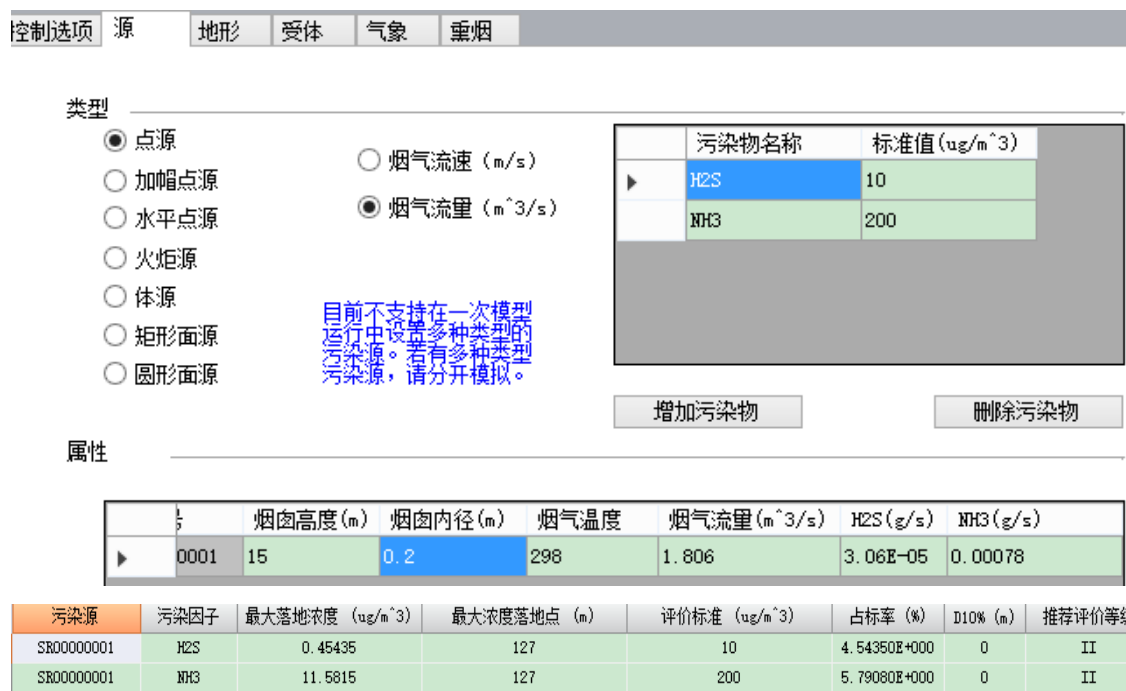 控制选项 源 地形 受体 气象 重烟
类型
点源
加帽点源
水平点源
火炬源
体源
矩形面源
圆形面源
烟气流速 (m/s)
烟气流量 (m^3/s)
目前不支持在一次模型
运行中设置多种类型的
污染源。若有多种类型
污染源，请分开模拟。
污染物名称 标准值(ug/m^3)
H2S 10
NH3 200
增加污染物 删除污染物
属性
烟囱高度(m) 烟囱内径(m) 烟气温度 烟气流量(m^3/s) H2S(g/s) NH3(g/s)
0001 15 0.2 298 1.806 3.06E-05 0.00078
污染源 污染因子 最大落地浓度 (ug/m^3) 最大浓度落地点 (m) 评价标准 (ug/m^3) 占标率 (%) D10% (m) 推荐评价等
SR00000001 H2S 0.45435 127 10 4.54350E+000 0 II
SR00000001 NH3 11.5815 127 200 5.79080E+000 0 II